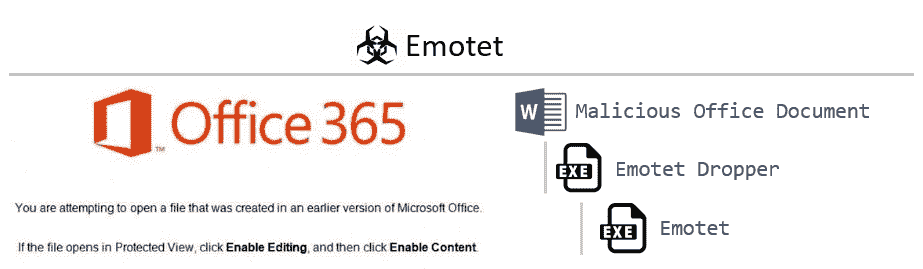 Emotet
Office 365
TM
You are attempting to open a file that was created in an earlier version of Microsoft Office.
If the file opens in Protected View, click Enable Editing, and then click Enable Content.
W Malicious Office Document
EXE Emotet Dropper
EXE Emotet